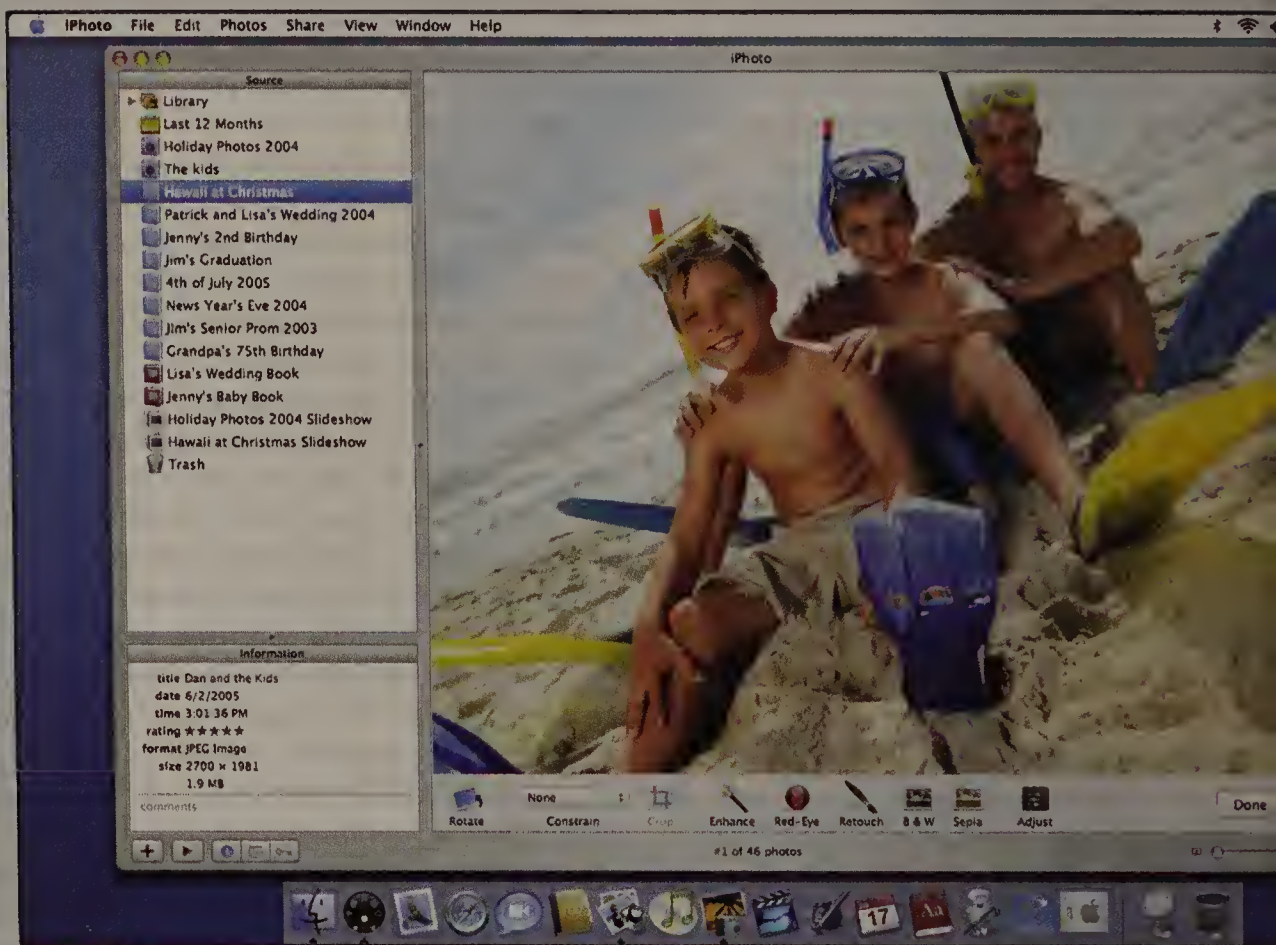 iPhoto File Edit Photos Share View Window Help
iPhoto
Source
Library
Last 12 Months
Holiday Photos 2004
The kids
Hawaii at Christmas
Patrick and Lisa's Wedding 2004
Jenny's 2nd Birthday
Jim's Graduation
4th of July 2005
News Year's Eve 2004
Jim's Senior Prom 2003
Grandpa's 75th Birthday
Lisa's Wedding Book
Jenny's Baby Book
Holiday Photos 2004 Slideshow
Hawaii at Christmas Slideshow
Trash
Information
title Dan and the Kids
date 6/2/2005
time 3:01:36 PM
rating ★★★★★
format JPEG Image
size 2700 × 1981
1.9 MB
comments
None
Rotate Constrain Crop Enhance Red-Eye Retouch B & W Sepia Adjust Done
#1 of 46 photos
17 Aa